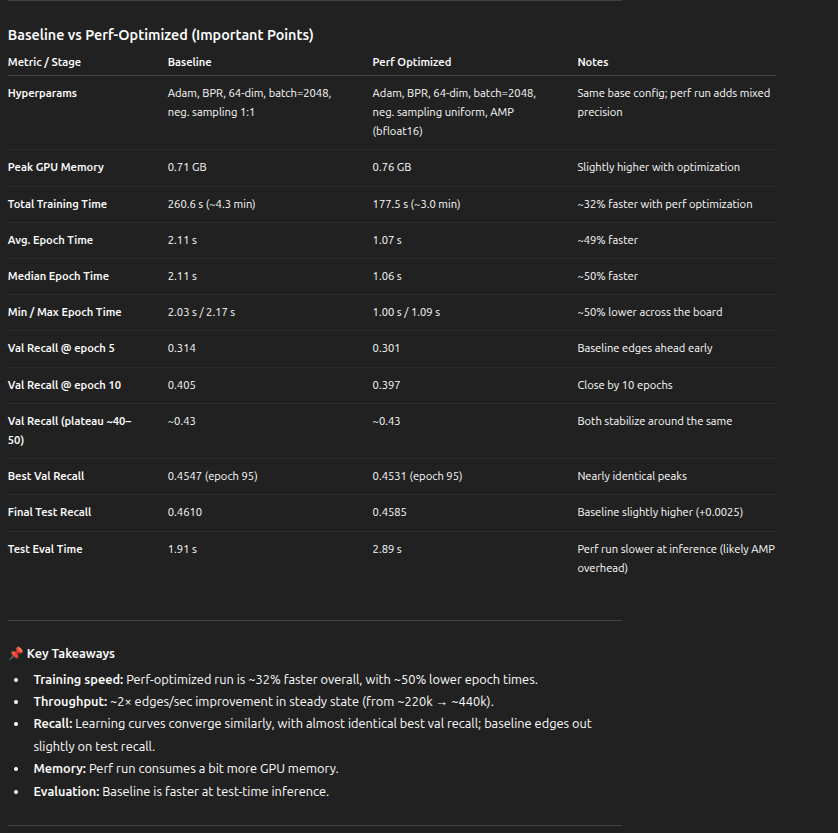 Baseline vs Perf-Optimized (Important Points)
Metric / Stage Baseline Perf Optimized Notes
Hyperparams Adam, BPR, 64-dim, batch=2048, Adam, BPR, 64-dim, batch=2048, Same base config; perf run adds mixed
neg. sampling 1:1 neg. sampling uniform, AMP precision
(bfloat16)
Peak GPU Memory 0.71 GB 0.76 GB Slightly higher with optimization
Total Training Time 260.6 s (~4.3 min) 177.5 s (~3.0 min) ~32% faster with perf optimization
Avg. Epoch Time 2.11 s 1.07 s ~49% faster
Median Epoch Time 2.11 s 1.06 s ~50% faster
Min / Max Epoch Time 2.03 s / 2.17 s 1.00 s / 1.09 s ~50% lower across the board
Val Recall @ epoch 5 0.314 0.301 Baseline edges ahead early
Val Recall @ epoch 10 0.405 0.397 Close by 10 epochs
Val Recall (plateau ~40– ~0.43 ~0.43 Both stabilize around the same
50)
Best Val Recall 0.4547 (epoch 95) 0.4531 (epoch 95) Nearly identical peaks
Final Test Recall 0.4610 0.4585 Baseline slightly higher (+0.0025)
Test Eval Time 1.91 s 2.89 s Perf run slower at inference (likely AMP
overhead)
📌 Key Takeaways
• Training speed: Perf-optimized run is ~32% faster overall, with ~50% lower epoch times.
• Throughput: ~2× edges/sec improvement in steady state (from ~220k → ~440k).
• Recall: Learning curves converge similarly, with almost identical best val recall; baseline edges out
slightly on test recall.
• Memory: Perf run consumes a bit more GPU memory.
• Evaluation: Baseline is faster at test-time inference.